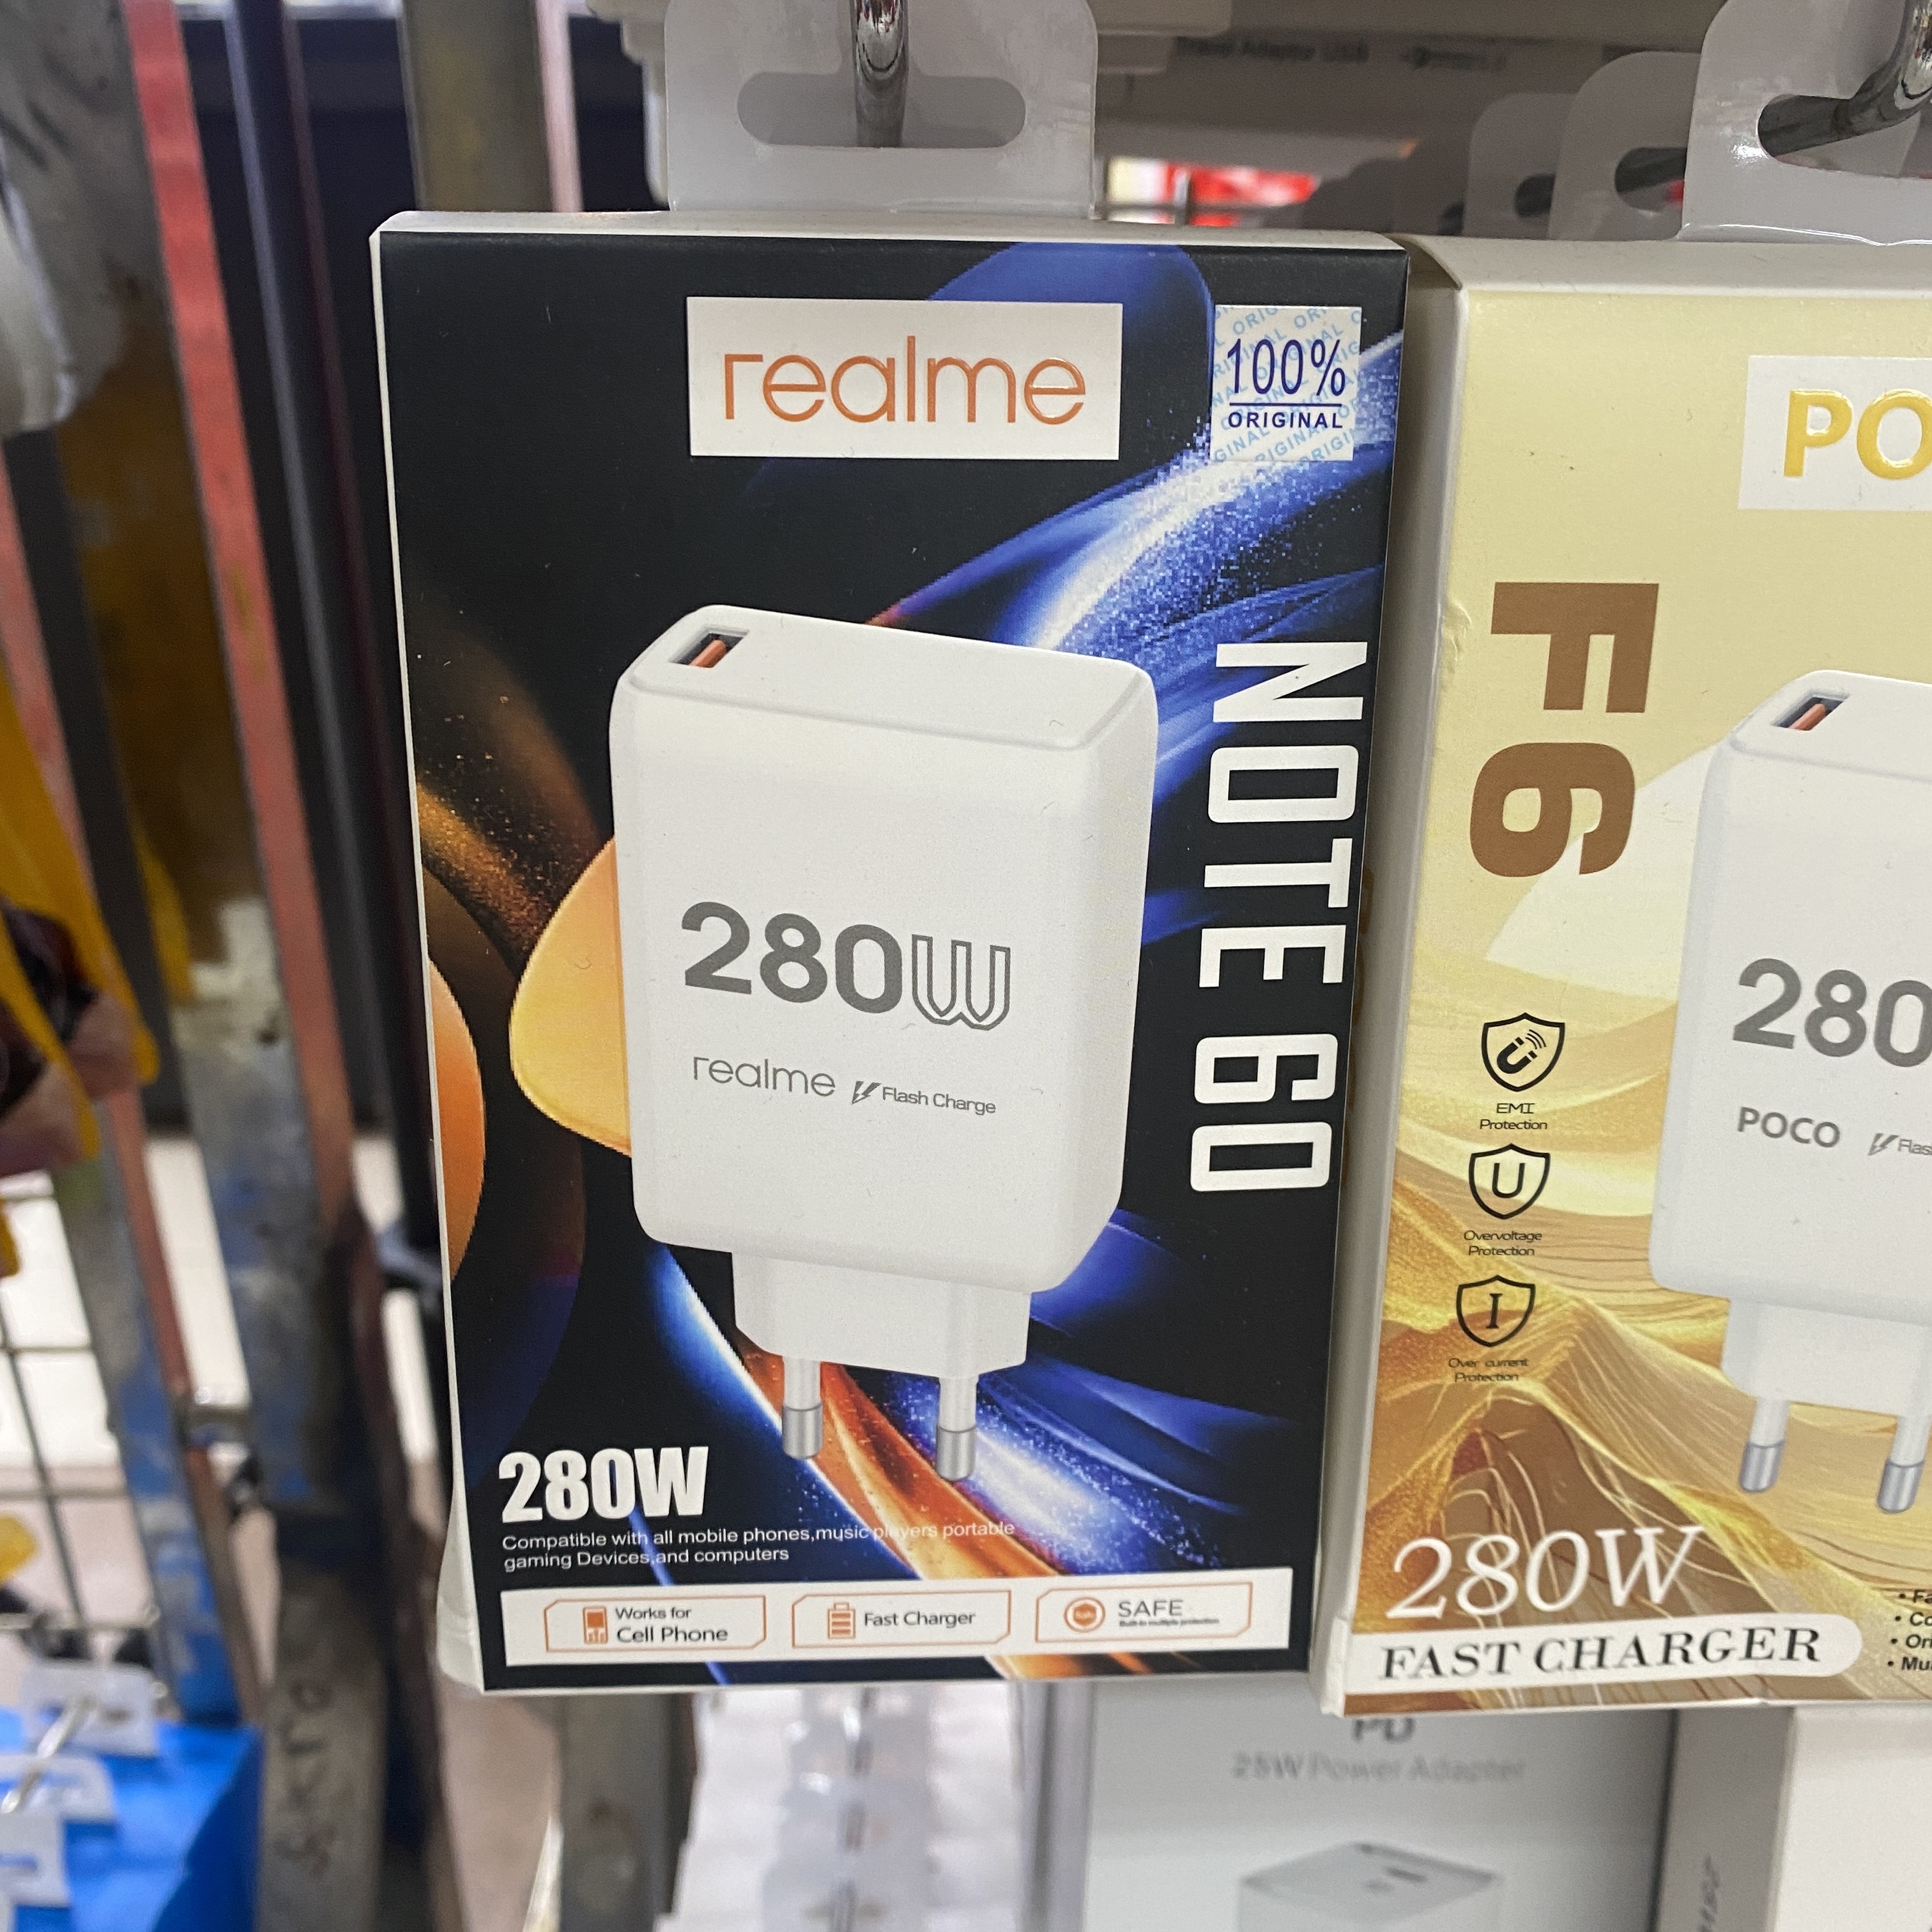 realme
100%
ORIGINAL
NOTE 60
280W
realme Flash Charge
280W
Compatible with all mobile phones,music players portable
gaming Devices,and computers
Works for
Cell Phone
Fast Charger
SAFE
PO
F6
280
POCO
EMI
Protection
Overvoltage
Protection
Over current
Protection
280W
FAST CHARGER
PD
25W Power Adapter